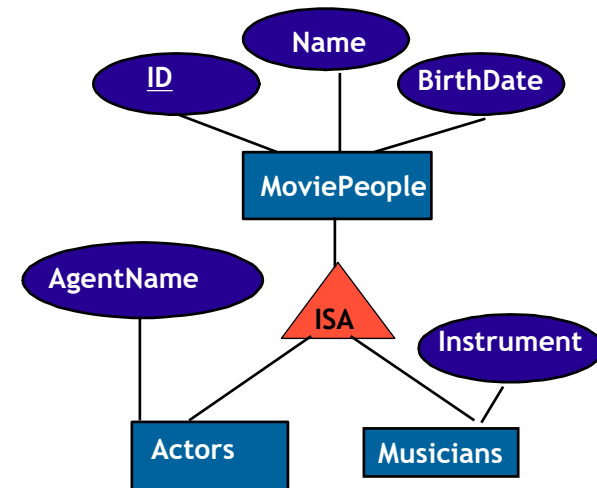 Name
ID
BirthDate
MoviePeople
AgentName
ISA
Instrument
Actors
Musicians